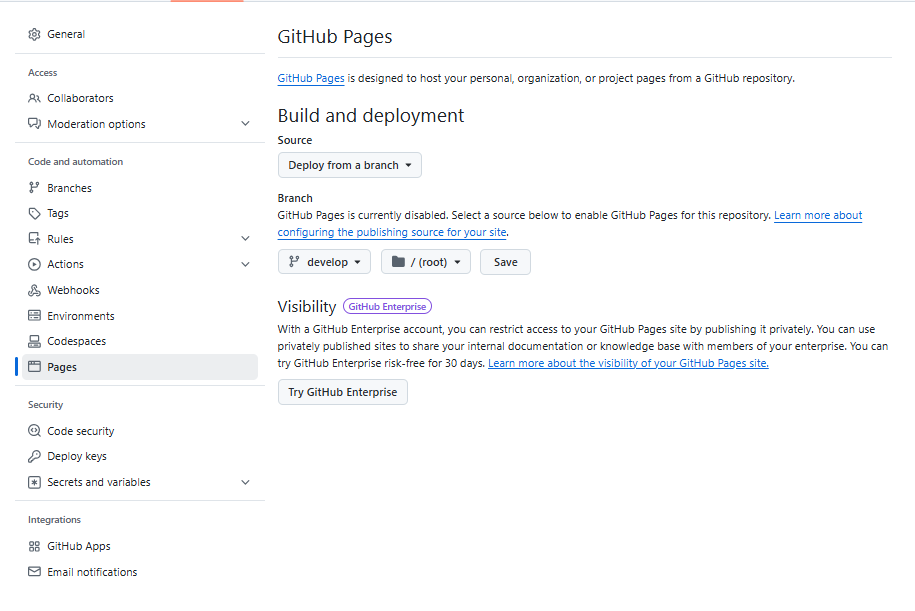 General
Access
Collaborators
Moderation options
Code and automation
Branches
Tags
Rules
Actions
Webhooks
Environments
Codespaces
Pages
Security
Code security
Deploy keys
Secrets and variables
Integrations
GitHub Apps
Email notifications
GitHub Pages
GitHub Pages is designed to host your personal, organization, or project pages from a GitHub repository.
Build and deployment
Source
Deploy from a branch
Branch
GitHub Pages is currently disabled. Select a source below to enable GitHub Pages for this repository. Learn more about
configuring the publishing source for your site.
develop / (root) Save
Visibility GitHub Enterprise
With a GitHub Enterprise account, you can restrict access to your GitHub Pages site by publishing it privately. You can use
privately published sites to share your internal documentation or knowledge base with members of your enterprise. You can
try GitHub Enterprise risk-free for 30 days. Learn more about the visibility of your GitHub Pages site.
Try GitHub Enterprise